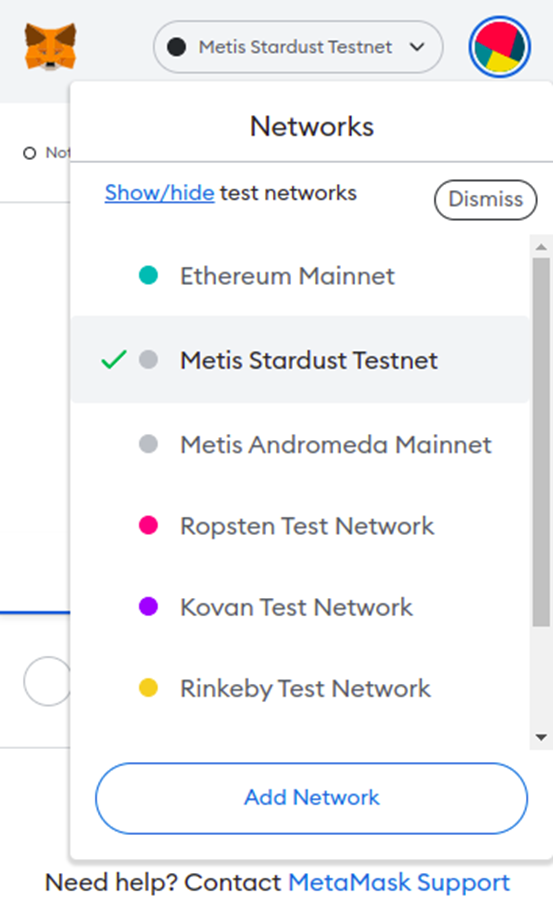 Metis Stardust Testnet
Networks
Not
Show/hide test networks
Dismiss
Ethereum Mainnet
Metis Stardust Testnet
Metis Andromeda Mainnet
Ropsten Test Network
Kovan Test Network
Rinkeby Test Network
Add Network
Need help? Contact MetaMask Support